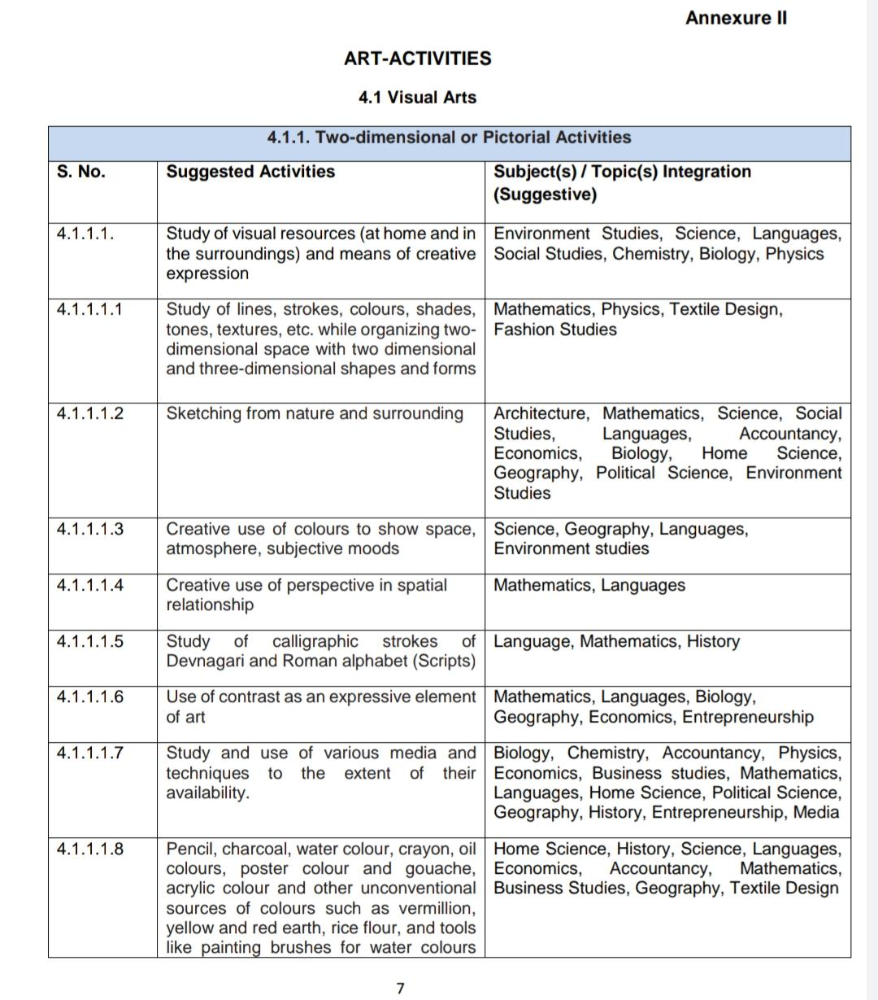 Annexure II
ART-ACTIVITIES
4.1 Visual Arts
4.1.1. Two-dimensional or Pictorial Activities
S. No.
Suggested Activities
Subject(s) / Topic(s) Integration
(Suggestive)
4.1.1.1.
Study of visual resources (at home and in
the surroundings) and means of creative
expression
Environment Studies, Science, Languages,
Social Studies, Chemistry, Biology, Physics
4.1.1.1.1
Study of lines, strokes, colours, shades,
tones, textures, etc. while organizing two-
dimensional space with two dimensional
and three-dimensional shapes and forms
Mathematics, Physics, Textile Design,
Fashion Studies
4.1.1.1.2
Sketching from nature and surrounding
Architecture, Mathematics, Science, Social
Studies, Languages, Accountancy,
Economics, Biology, Home Science,
Geography, Political Science, Environment
Studies
4.1.1.1.3
Creative use of colours to show space,
atmosphere, subjective moods
Science, Geography, Languages,
Environment studies
4.1.1.1.4
Creative use of perspective in spatial
relationship
Mathematics, Languages
4.1.1.1.5
Study of calligraphic strokes of
Devnagari and Roman alphabet (Scripts)
Language, Mathematics, History
4.1.1.1.6
Use of contrast as an expressive element
of art
Mathematics, Languages, Biology,
Geography, Economics, Entrepreneurship
4.1.1.1.7
Study and use of various media and
techniques to the extent of their
availability.
Biology, Chemistry, Accountancy, Physics,
Economics, Business studies, Mathematics,
Languages, Home Science, Political Science,
Geography, History, Entrepreneurship, Media
4.1.1.1.8
Pencil, charcoal, water colour, crayon, oil
colours, poster colour and gouache,
acrylic colour and other unconventional
sources of colours such as vermillion,
yellow and red earth, rice flour, and tools
like painting brushes for water colours
Home Science, History, Science, Languages,
Economics, Accountancy, Mathematics,
Business Studies, Geography, Textile Design
7